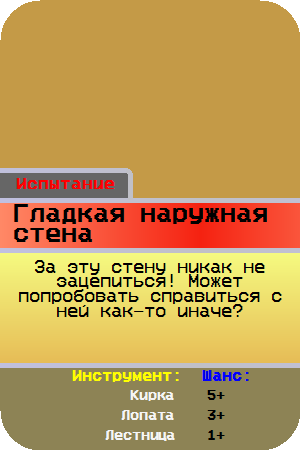 Испытание
Гладкая наружная
стена
За эту стену никак не
зацепиться! Может
попробовать справиться с
ней как-то иначе?
Инструмент: Шанс:
Кирка 5+
Лопата 3+
Лестница 1+